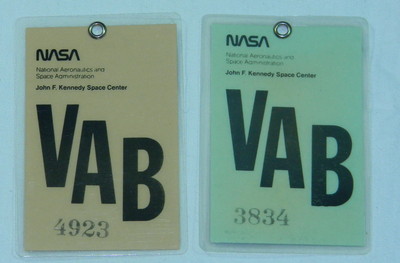 NASA
National Aeronautics and
Space Administration
John F. Kennedy Space Center
VAB
4923
NASA
National Aeronautics and
Space Administration
John F. Kennedy Space Center
VAB
3834